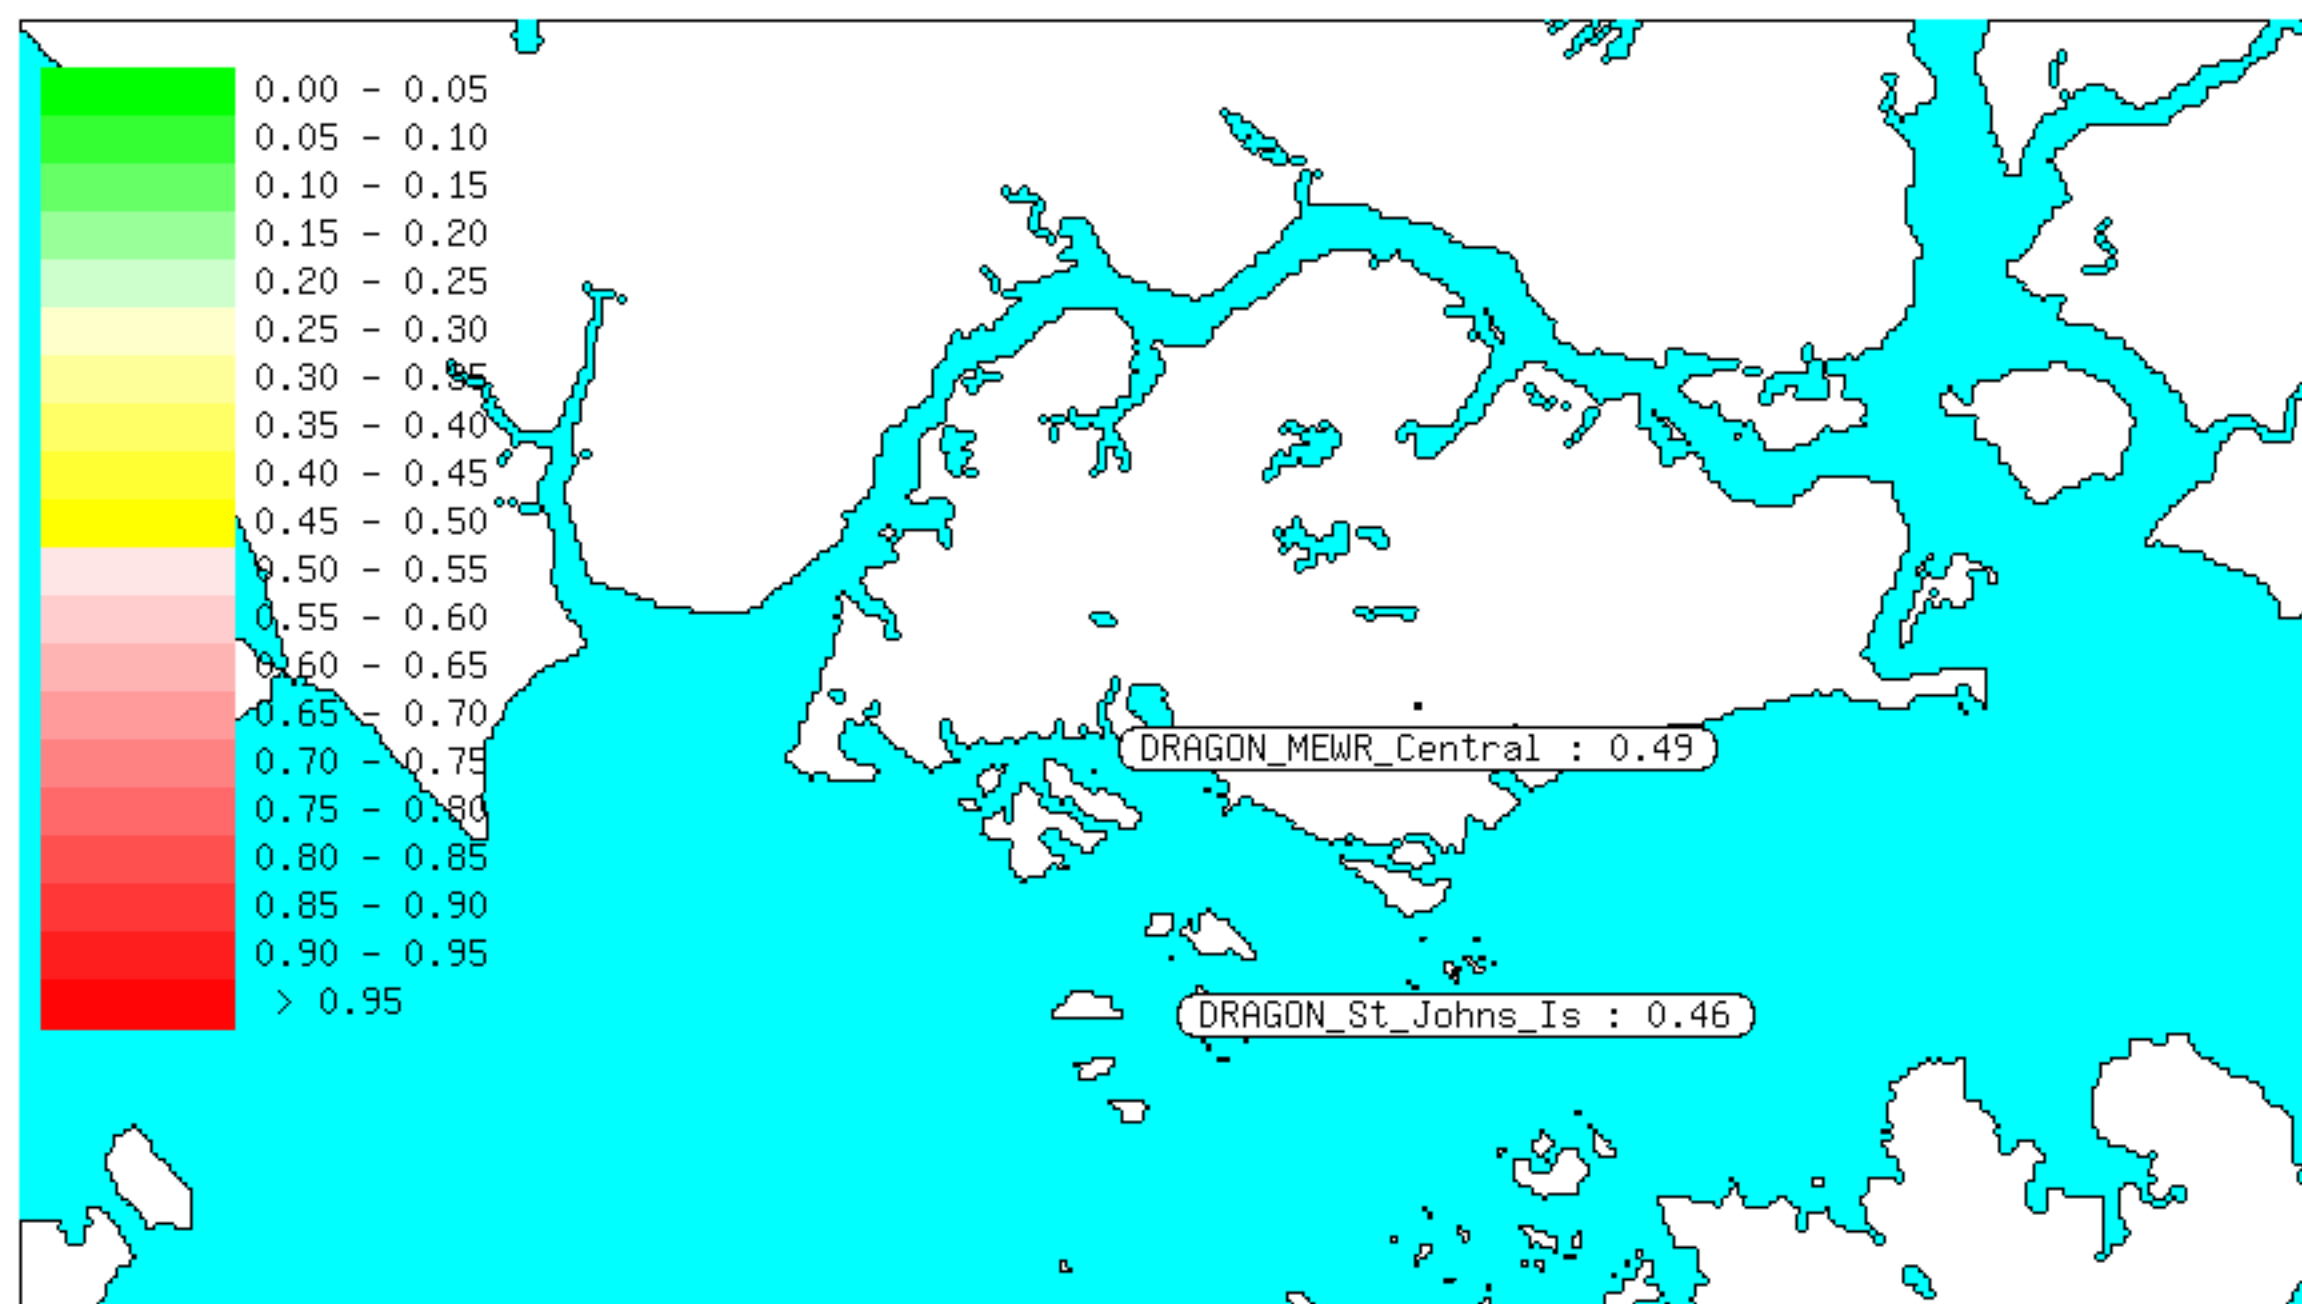 0.00 - 0.05
0.05 - 0.10
0.10 - 0.15
0.15 - 0.20
0.20 - 0.25
0.25 - 0.30
0.30 - 0.35
0.35 - 0.40
0.40 - 0.45
0.45 - 0.50
0.50 - 0.55
0.55 - 0.60
0.60 - 0.65
0.65 - 0.70
0.70 - 0.75
0.75 - 0.80
0.80 - 0.85
0.85 - 0.90
0.90 - 0.95
> 0.95
DRAGON_MEWR_Central : 0.49
DRAGON_St_Johns_Is : 0.46